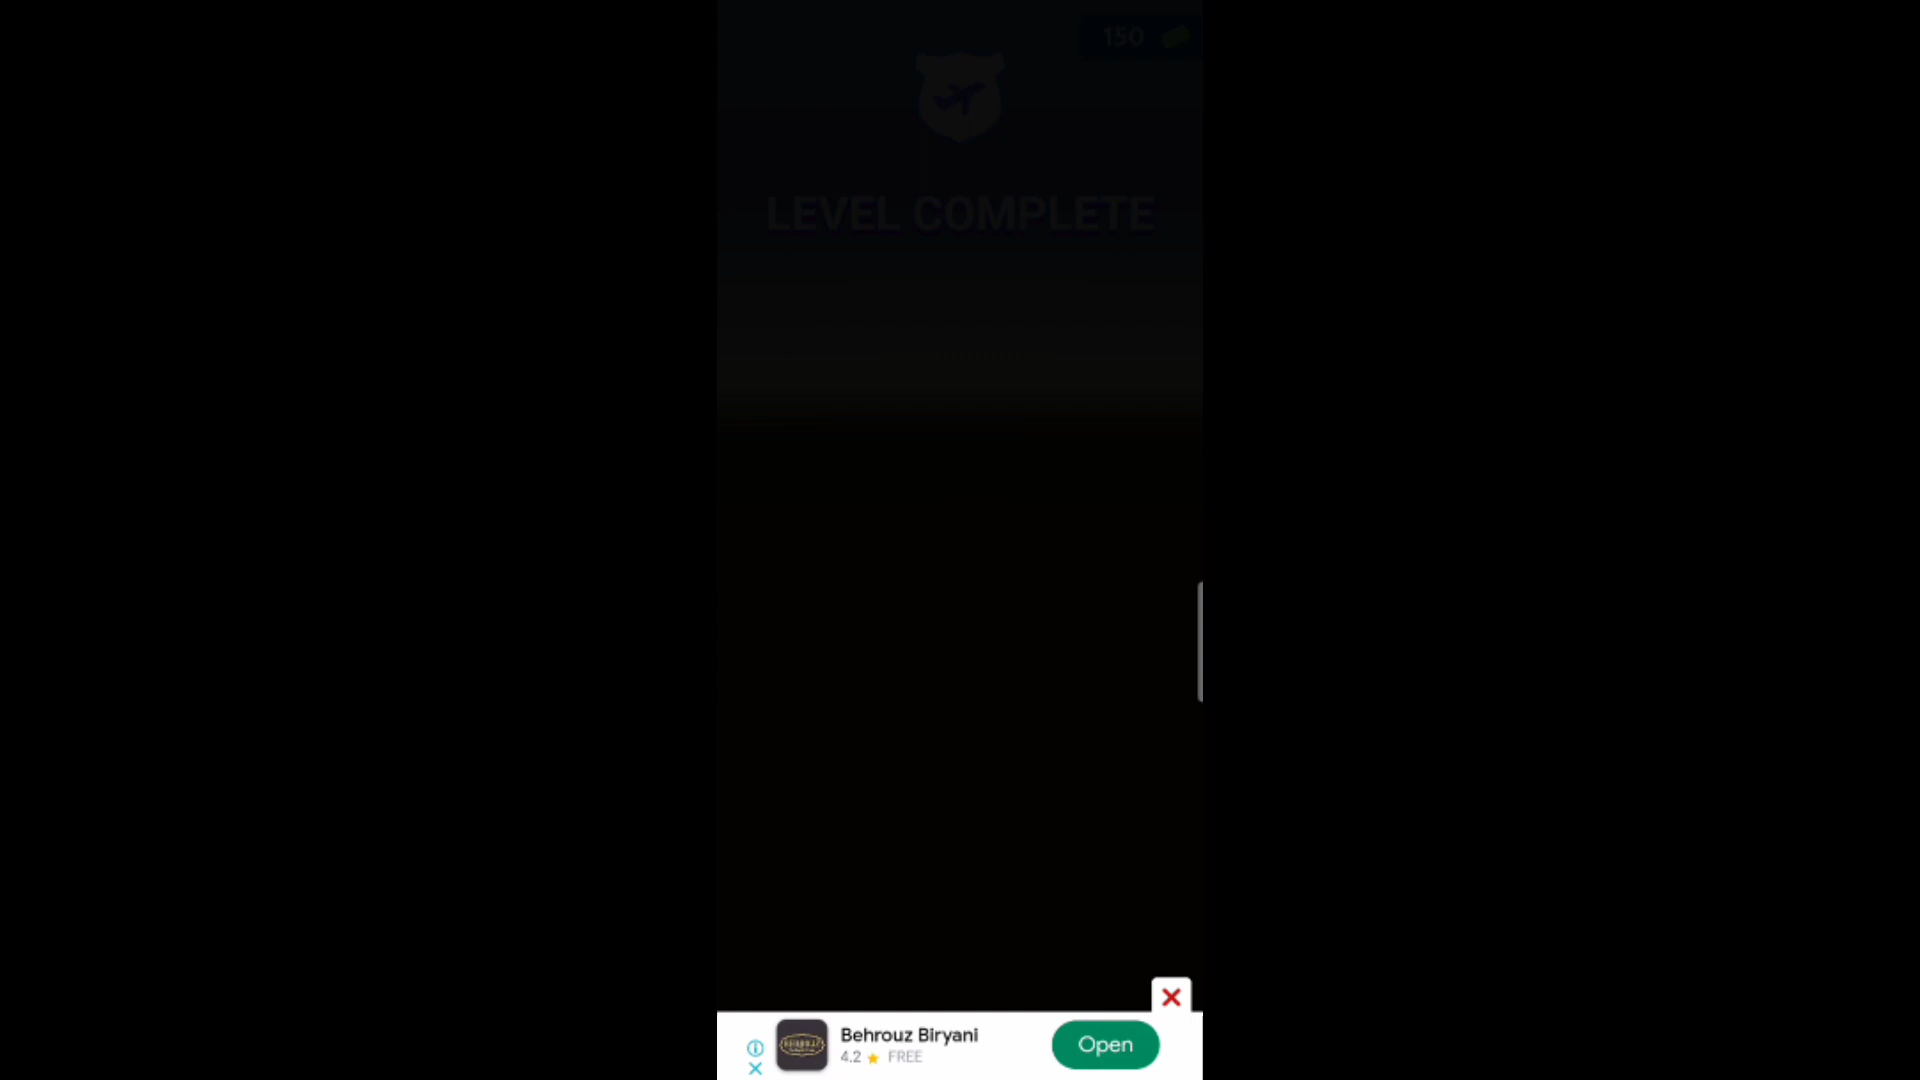 150
LEVEL COMPLETE
Behrouz Biryani
4.2 ★ FREE
Open